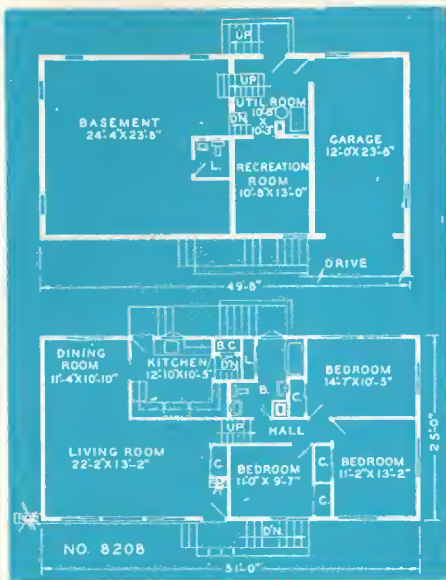 UP
UP
UTIL ROOM
10'-8"
X
10'-3"
DN
BASEMENT
24'-4"X23'-8"
L.
GARAGE
12'-0"X23'-8"
RECREATION
ROOM
10'-8"X13'-0"
DRIVE
49'-8"
DINING
ROOM
11'-4"X10'-10"
KITCHEN
12'-10"X10'-5"
B.C.
DN
L.
B.
C.
BEDROOM
14'-7"X10'-5"
UP
HALL
LIVING ROOM
22'-2"X13'-2"
C.
BEDROOM
11'-0"X 9'-7"
C.
C.
BEDROOM
11'-2"X13'-2"
25'-0"
DN.
NO. 8208
51'-0"